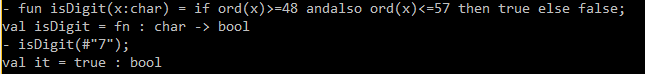 - fun isDigit(x:char) = if ord(x)>=48 andalso ord(x)<=57 then true else false;
val isDigit = fn : char -> bool
- isDigit(#"7");
val it = true : bool